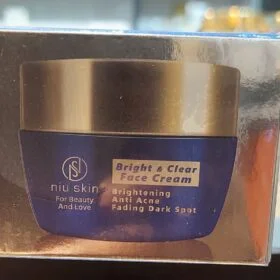 niu skin
For Beauty
And Love
Bright & Clear
Face Cream
Brightening
Anti Acne
Fading Dark Spot